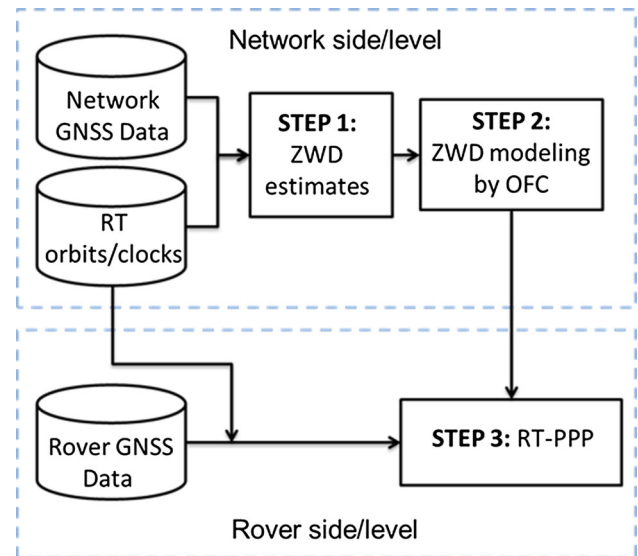 Network side/level
Network
GNSS Data
STEP 1:
ZWD
estimates
STEP 2:
ZWD modeling
by OFC
RT
orbits/clocks
Rover GNSS
Data
STEP 3: RT-PPP
Rover side/level